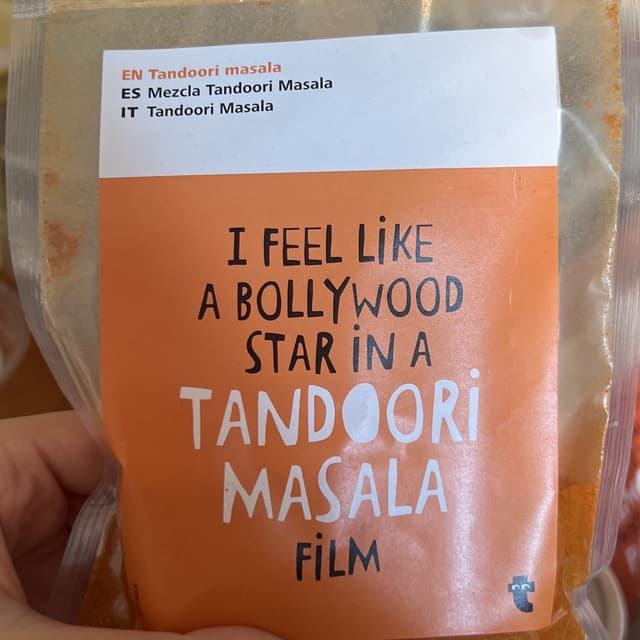 EN Tandoori masala
ES Mezcla Tandoori Masala
IT Tandoori Masala
I FEEL LiKE
A BOLLYWOOD
STAR iN A
TANDOORi
MASALA
FiLM
t